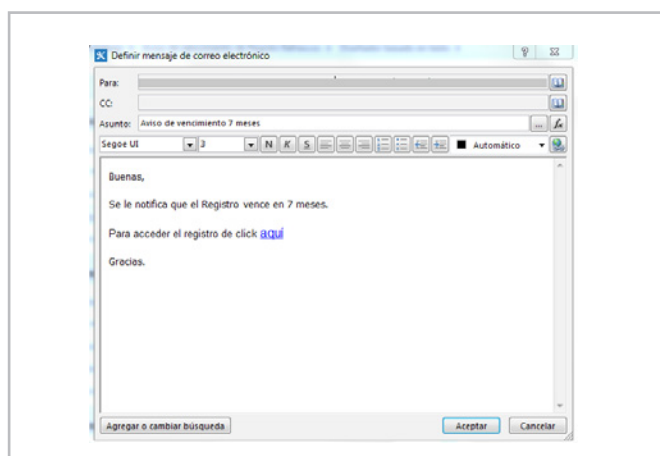 Definir mensaje de correo electrónico
Para:
CC:
Asunto: Aviso de vencimiento 7 meses
Segoe UI 3 N K S Automático
Buenas,
Se le notifica que el Registro vence en 7 meses.
Para acceder el registro de click aquí
Gracias.
Agregar o cambiar búsqueda Aceptar Cancelar